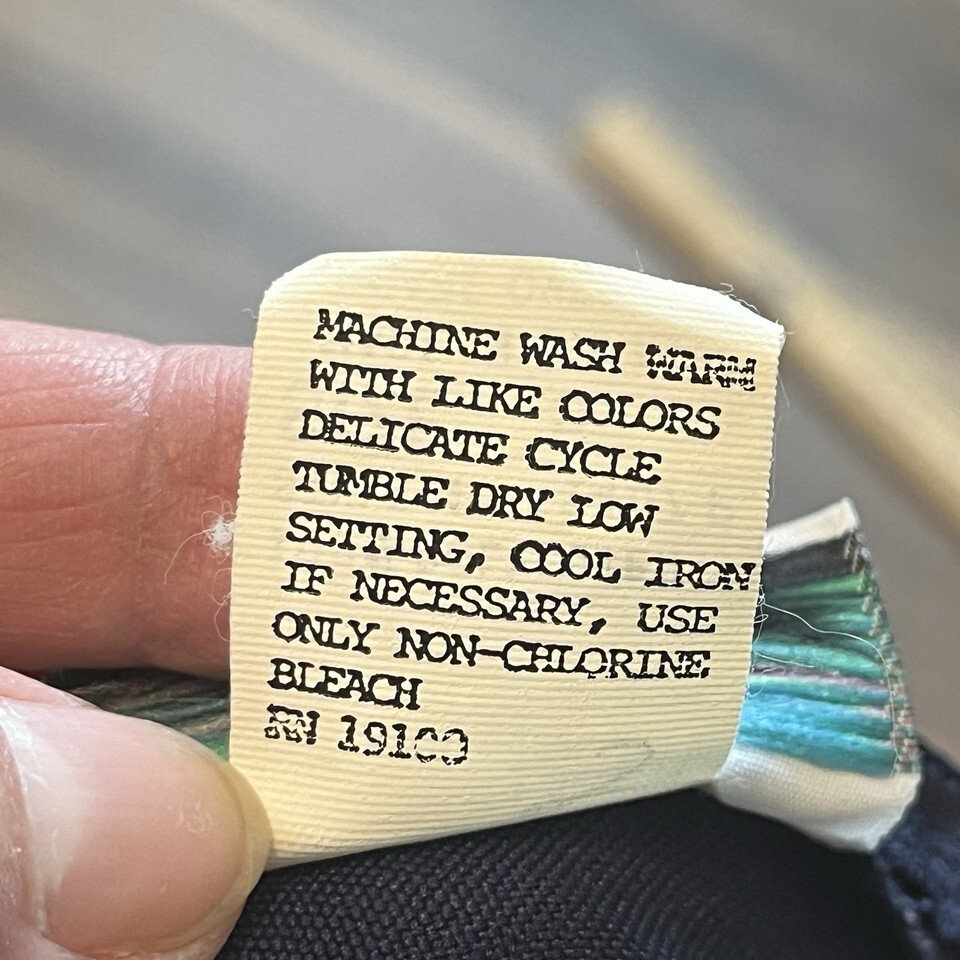 MACHINE WASH WARM
WITH LIKE COLORS
DELICATE CYCLE
TUMBLE DRY LOW
SETTING, COOL IRON
IF NECESSARY, USE
ONLY NON-CHLORINE
BLEACH
RN